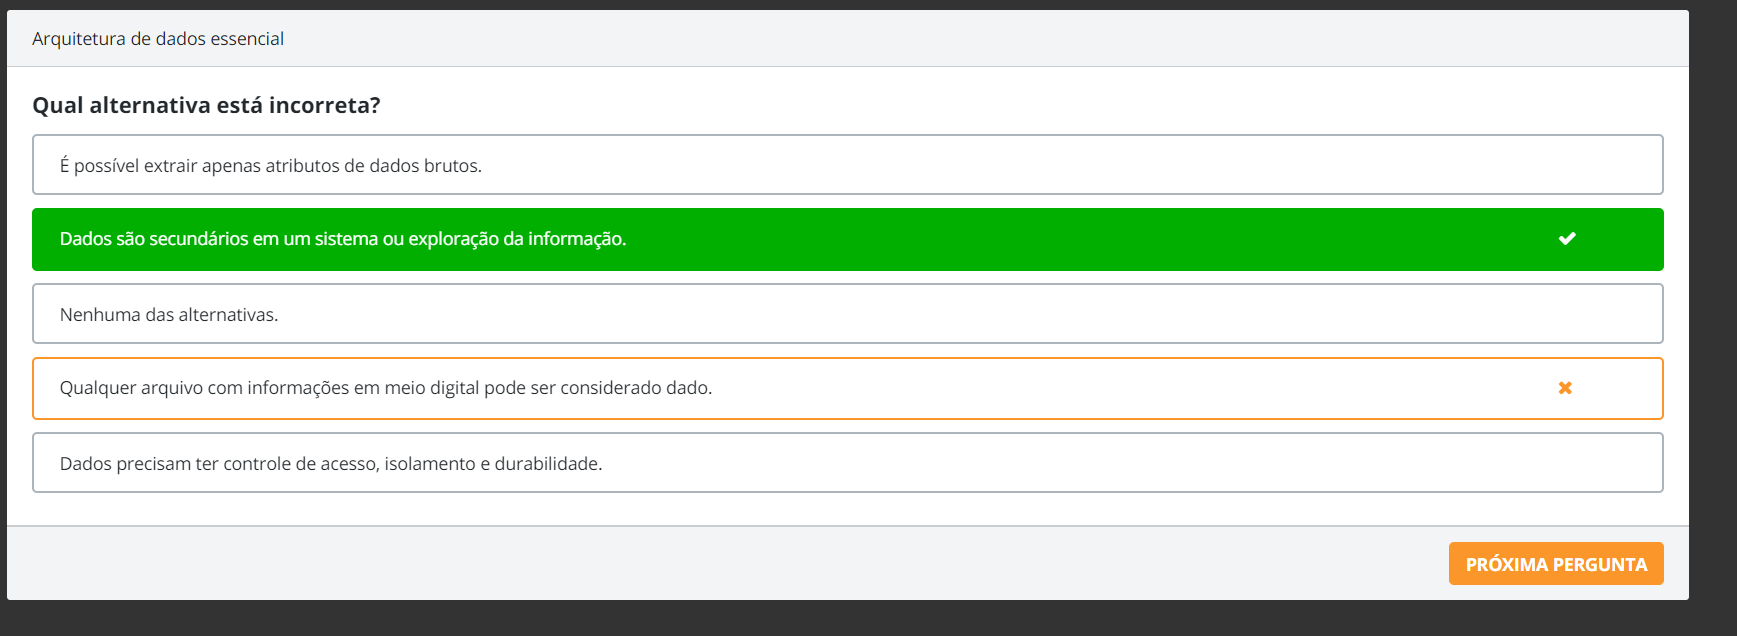 Arquitetura de dados essencial
Qual alternativa está incorreta?
É possível extrair apenas atributos de dados brutos.
Dados são secundários em um sistema ou exploração da informação.
Nenhuma das alternativas.
Qualquer arquivo com informações em meio digital pode ser considerado dado.
Dados precisam ter controle de acesso, isolamento e durabilidade.
PRÓXIMA PERGUNTA